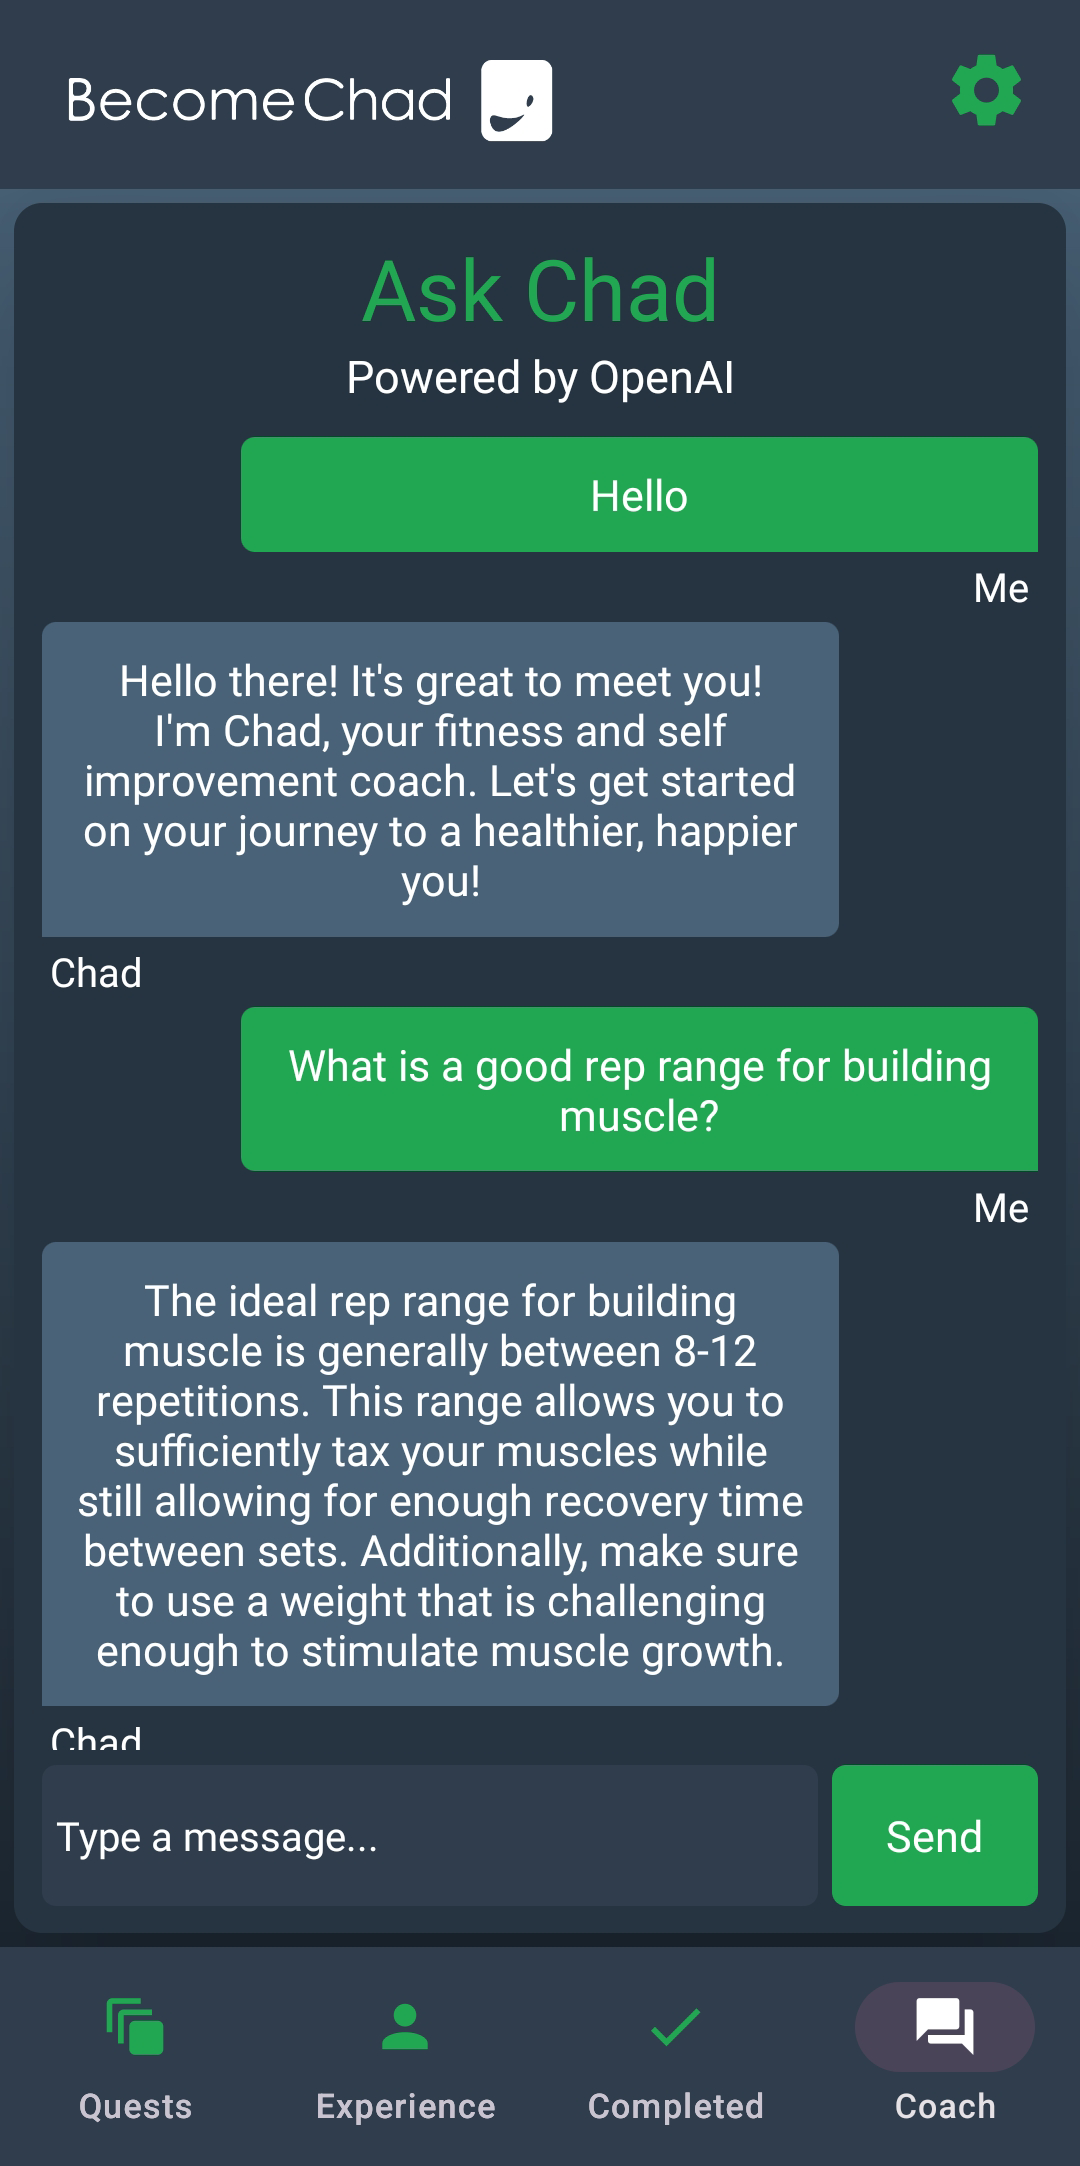 BecomeChad
Ask Chad
Powered by OpenAI
Hello
Me
Hello there! It's great to meet you!
I'm Chad, your fitness and self
improvement coach. Let's get started
on your journey to a healthier, happier
you!
Chad
What is a good rep range for building
muscle?
Me
The ideal rep range for building
muscle is generally between 8-12
repetitions. This range allows you to
sufficiently tax your muscles while
still allowing for enough recovery time
between sets. Additionally, make sure
to use a weight that is challenging
enough to stimulate muscle growth.
Chad
Type a message...
Send
Quests
Experience
Completed
Coach